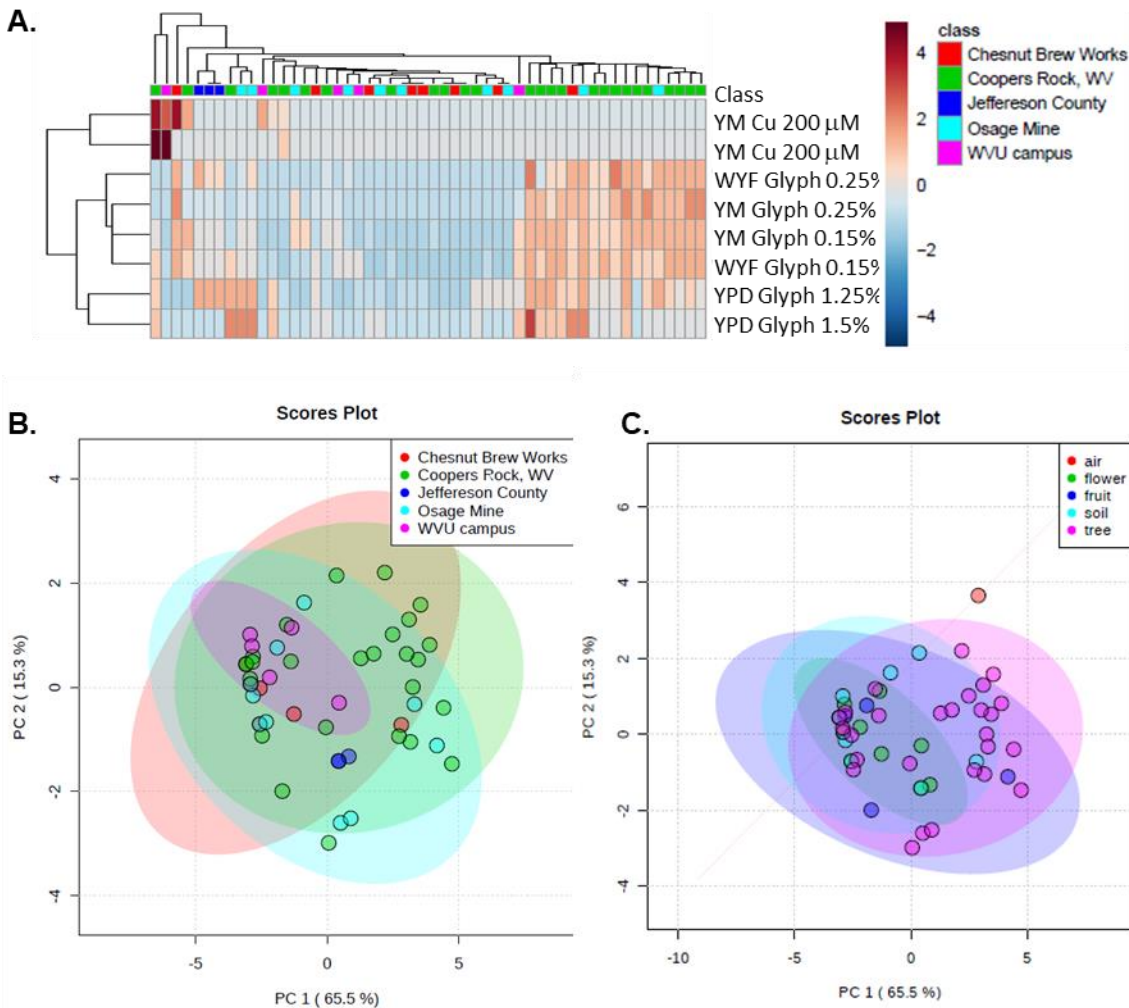 A.
class
Chesnut Brew Works
Coopers Rock, WV
Jeffereson County
Osage Mine
WVU campus
4
2
0
−2
−4
Class
YM Cu 200 μM
YM Cu 200 μM
WYF Glyph 0.25%
YM Glyph 0.25%
YM Glyph 0.15%
WYF Glyph 0.15%
YPD Glyph 1.25%
YPD Glyph 1.5%
B.
Scores Plot
Chesnut Brew Works
Coopers Rock, WV
Jeffereson County
Osage Mine
WVU campus
PC 2 ( 15.3 %)
4
2
0
-2
-4
-5
0
5
PC 1 ( 65.5 %)
C.
Scores Plot
air
flower
fruit
soil
tree
PC 2 ( 15.3 %)
6
4
2
0
-2
-4
-10
-5
0
5
PC 1 ( 65.5 %)